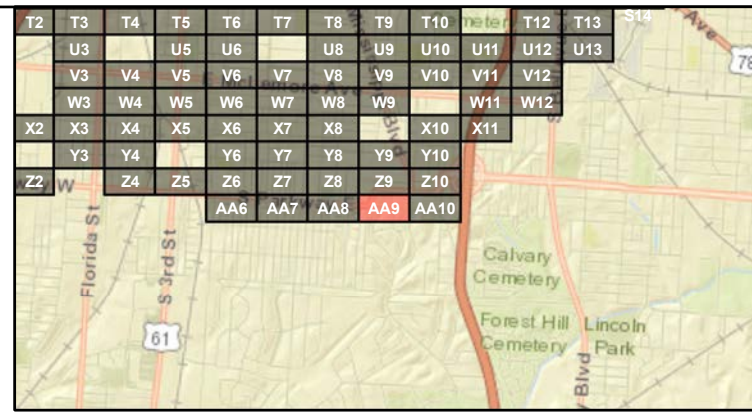 T2 T3 T4 T5 T6 T7 T8 T9 T10 T12 T13 S14
U3 U5 U6 U8 U9 U10 U11 U12 U13
78
V3 V4 V5 V6 V7 V8 V9 V10 V11 V12
W3 W4 W5 W6 W7 W8 W9 W11 W12
X2 X3 X4 X5 X6 X7 X8 X10 X11
Y3 Y4 Y6 Y7 Y8 Y9 Y10
Z2 Z4 Z5 Z6 Z7 Z8 Z9 Z10
AA6 AA7 AA8 AA9 AA10
Florida St
S 3rd St
61
Calvary
Cemetery
Forest Hill
Cemetery
Lincoln
Park
Blvd